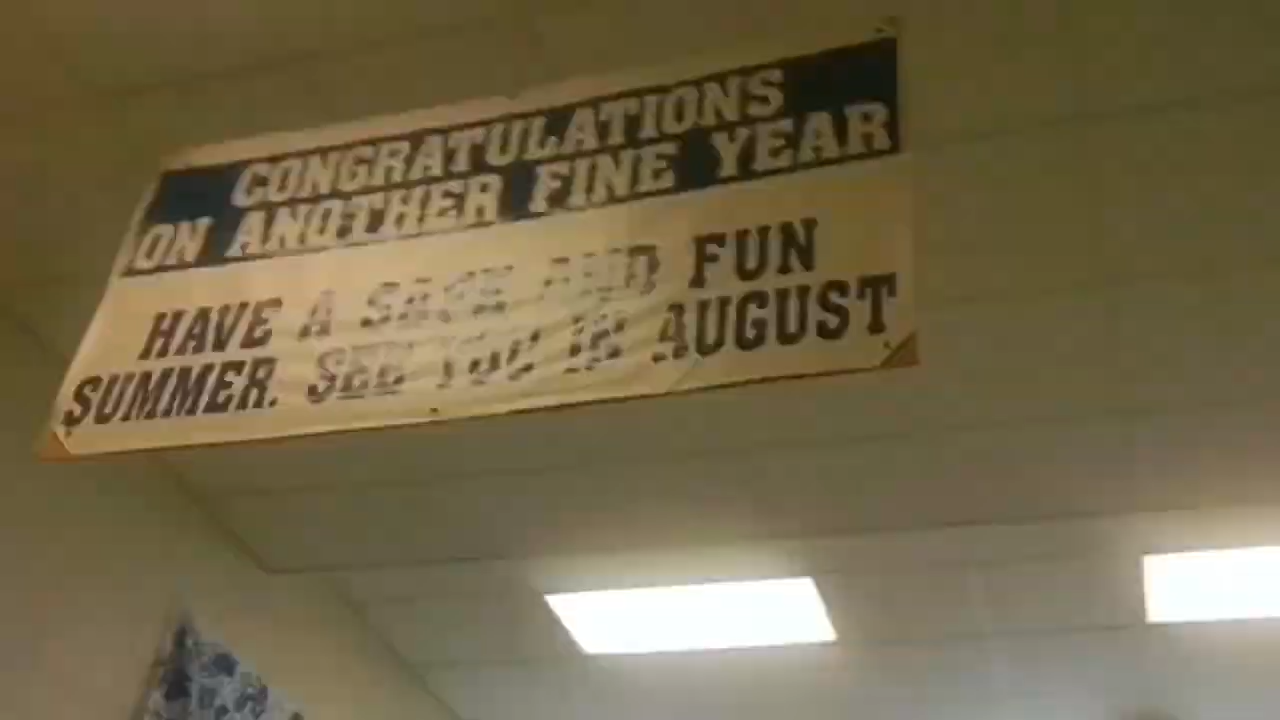 CONGRATULATIONS
ON ANOTHER FINE YEAR
HAVE A SAFE AND FUN
SUMMER. SEE YOU IN AUGUST